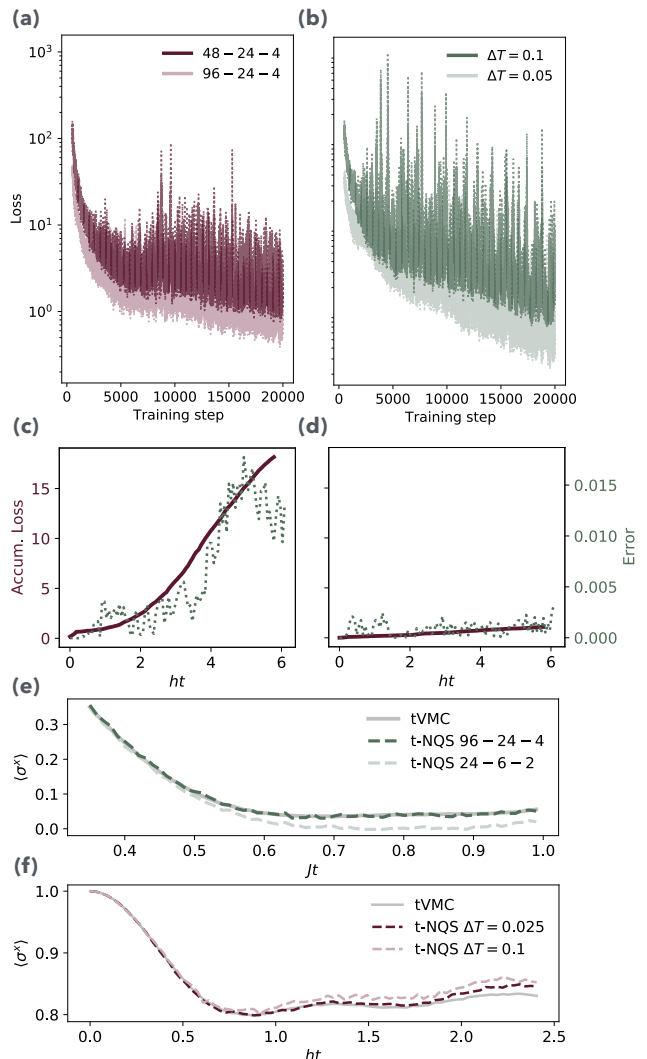 (a)
(b)
10³
10²
10¹
10⁰
Loss
48 − 24 − 4
96 − 24 − 4
ΔT = 0.1
ΔT = 0.05
0 5000 10000 15000 20000
Training step
0 5000 10000 15000 20000
Training step
(c)
(d)
15
10
5
0
Accum. Loss
0 2 4 6
ht
0.015
0.010
0.005
0.000
Error
0 2 4 6
ht
(e)
0.3
0.2
0.1
0.0
⟨σˣ⟩
tVMC
t-NQS 96 − 24 − 4
t-NQS 24 − 6 − 2
0.4 0.5 0.6 0.7 0.8 0.9 1.0
Jt
(f)
1.0
0.9
0.8
⟨σˣ⟩
tVMC
t-NQS ΔT = 0.025
t-NQS ΔT = 0.1
0.0 0.5 1.0 1.5 2.0 2.5
ht